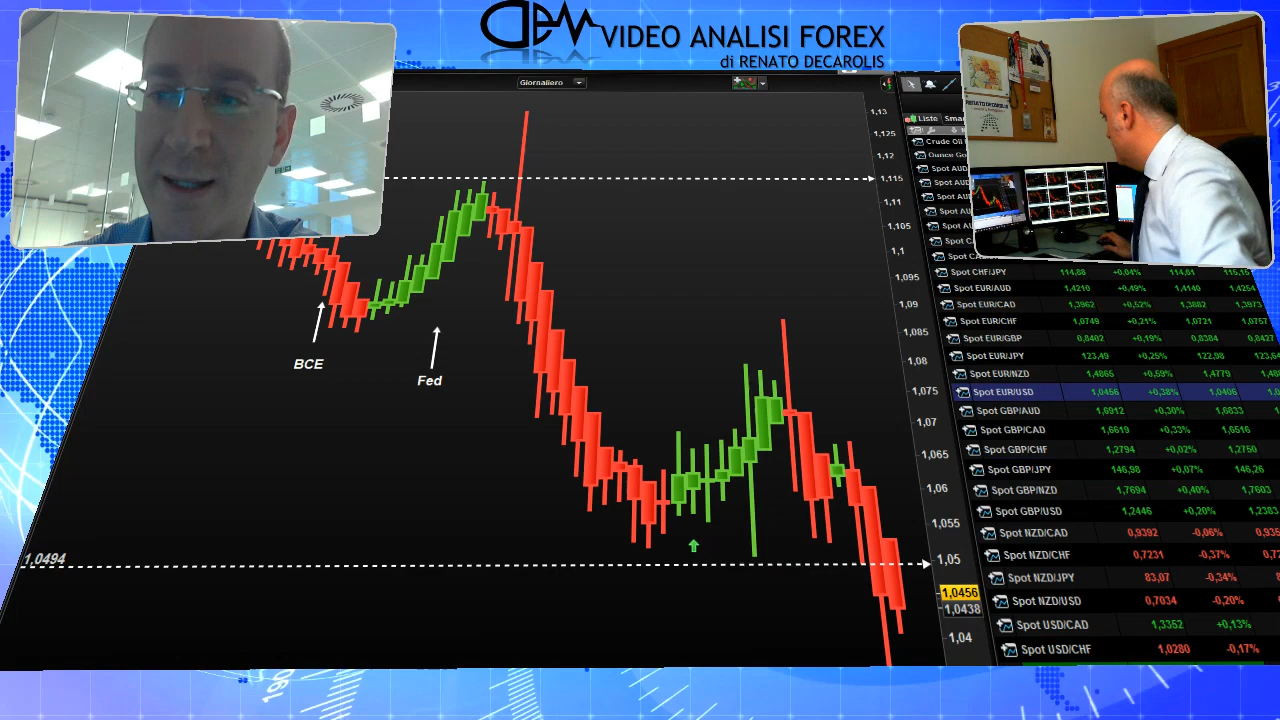 DEM
VIDEO ANALISI FOREX
di RENATO DECAROLIS
Giornaliero
1,13
1,125
1,12
1,115
1,11
1,105
1,1
1,095
1,09
1,085
1,08
1,075
1,07
1,065
1,06
1,055
1,05
1,0456
1,0438
1,04
BCE
Fed
1,0494
Liste
Crude Oil
Spot AUD
Spot AUD
Spot CHF/JPY 114,88 +0,04% 114,61 115,15
Spot EUR/AUD 1,4210 +0,49% 1,4140 1,4254
Spot EUR/CAD 1,3962 +0,52% 1,3882 1,3973
Spot EUR/CHF 1,0749 +0,21% 1,0721 1,0757
Spot EUR/GBP 0,8402 +0,19% 0,8384 0,8427
Spot EUR/JPY 123,49 +0,25% 122,98 123,64
Spot EUR/NZD 1,4865 +0,59% 1,4779
Spot EUR/USD 1,0456 +0,38% 1,0406
Spot GBP/AUD 1,6912 +0,30% 1,6833
Spot GBP/CAD 1,6619 +0,33% 1,6516
Spot GBP/CHF 1,2794 +0,02% 1,2750
Spot GBP/JPY 146,98 +0,07% 146,26
Spot GBP/NZD 1,7694 +0,40% 1,7603
Spot GBP/USD 1,2446 +0,20% 1,2383
Spot NZD/CAD 0,9392 -0,06%
Spot NZD/CHF 0,7231 -0,37%
Spot NZD/JPY 83,07 -0,34%
Spot NZD/USD 0,7034 -0,20%
Spot USD/CAD 1,3352 +0,13%
Spot USD/CHF 1,0280 -0,17%
RENATO DECAROLIS